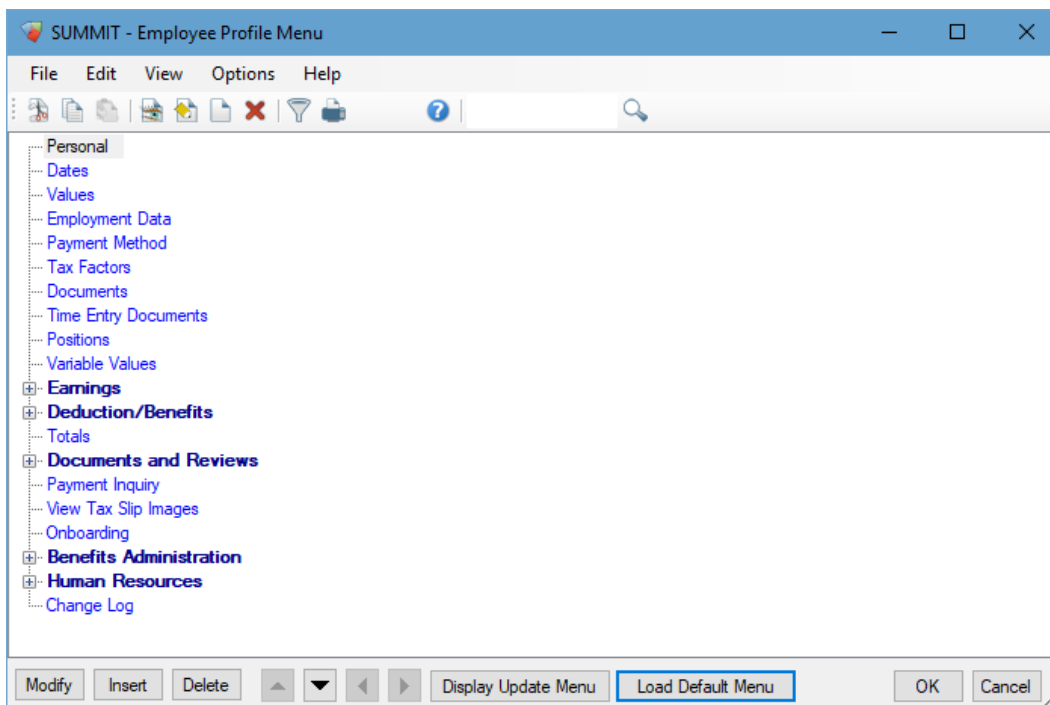 SUMMIT - Employee Profile Menu
File Edit View Options Help
Personal
Dates
Values
Employment Data
Payment Method
Tax Factors
Documents
Time Entry Documents
Positions
Variable Values
Earnings
Deduction/Benefits
Totals
Documents and Reviews
Payment Inquiry
View Tax Slip Images
Onboarding
Benefits Administration
Human Resources
Change Log
Modify Insert Delete Display Update Menu Load Default Menu OK Cancel